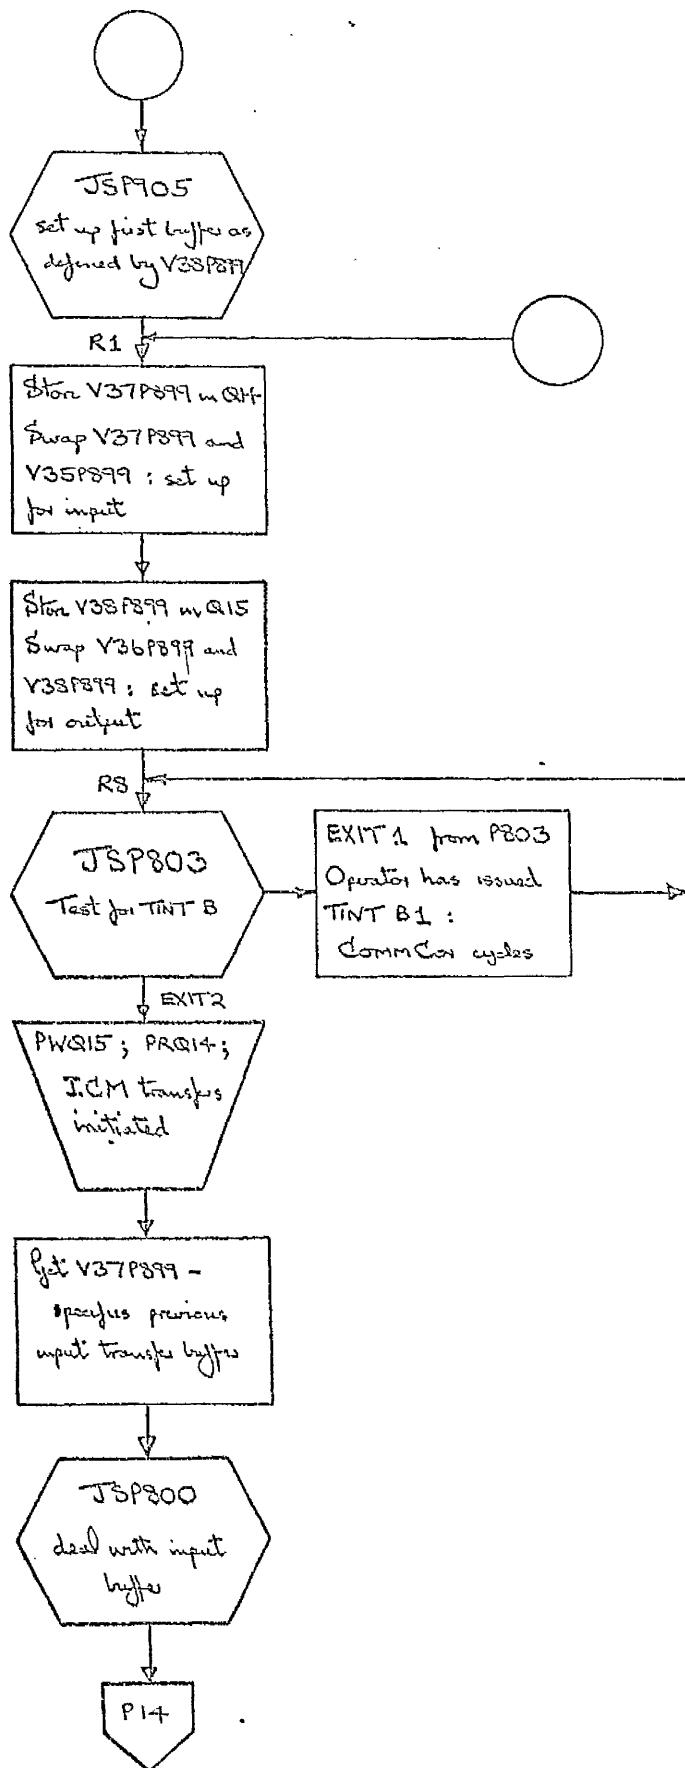 JSP905
set up first buffer as
defined by V38P899
R1
Store V37P899 in Q14
Swap V37P899 and
V35P899 : set up
for input
Store V38P899 in Q15
Swap V36P899 and
V38P899 : set up
for output
R8
JSP803
Test for TINT B
EXIT 1 from P803
Operator has issued
TINT B1 :
CommCon cycles
EXIT2
PWQ15 ; PRQ14 ;
I.C.M transfers
initiated
Get V37P899 -
specifies previous
input transfer buffer
JSP800
deal with input
buffer
P14